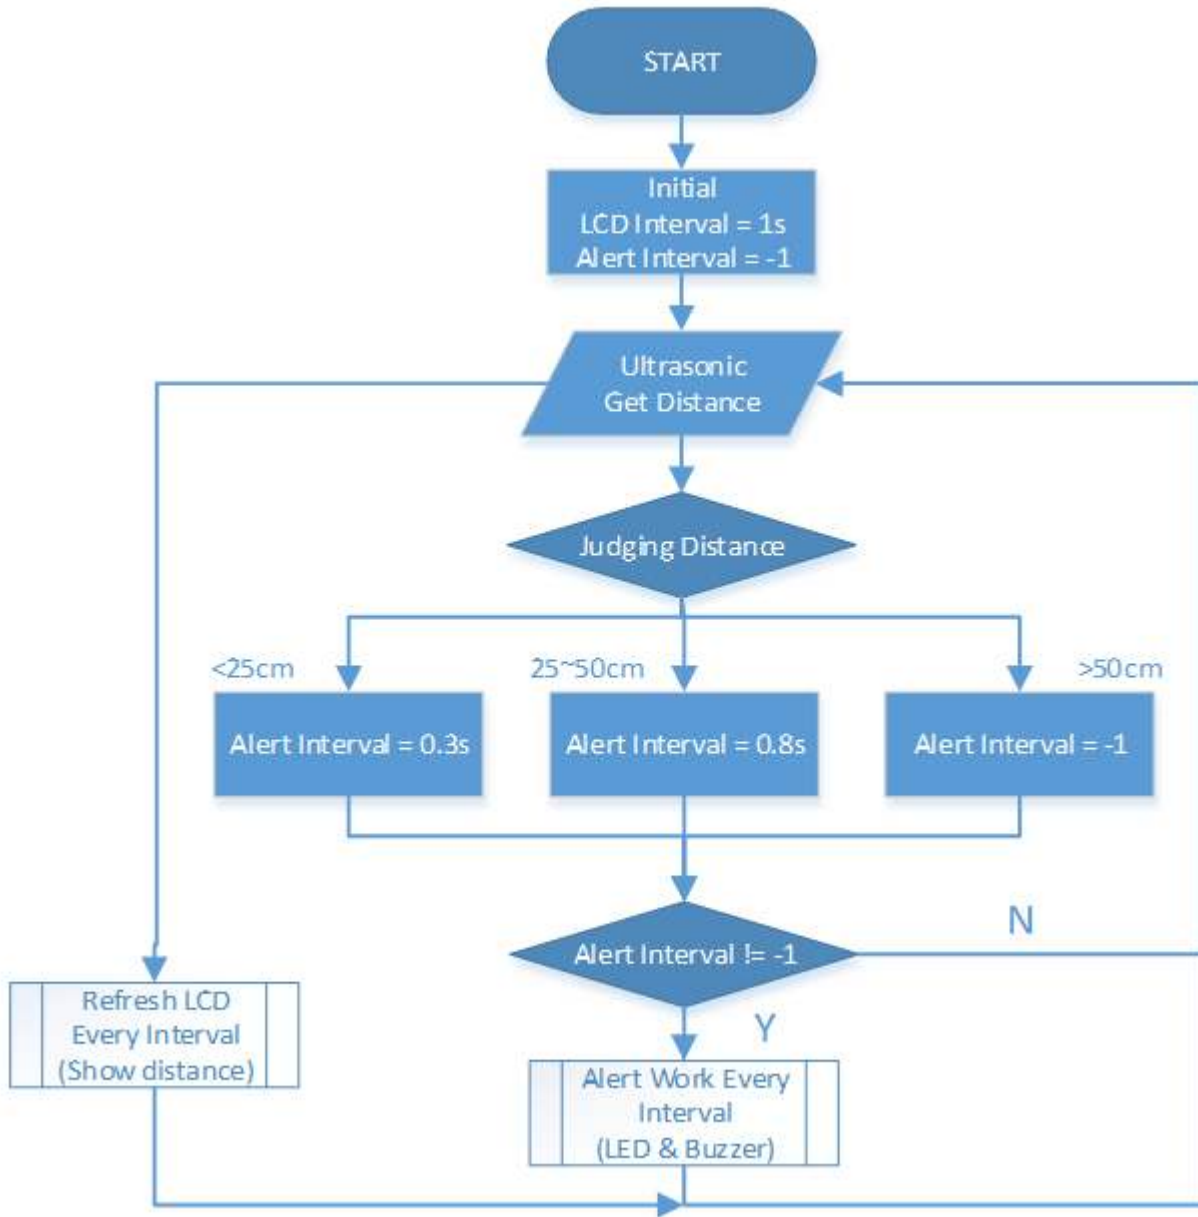 START
Initial
LCD Interval = 1s
Alert Interval = -1
Ultrasonic
Get Distance
Judging Distance
<25cm
25~50cm
>50cm
Alert Interval = 0.3s
Alert Interval = 0.8s
Alert Interval = -1
Alert Interval != -1
N
Y
Refresh LCD
Every Interval
(Show distance)
Alert Work Every
Interval
(LED & Buzzer)